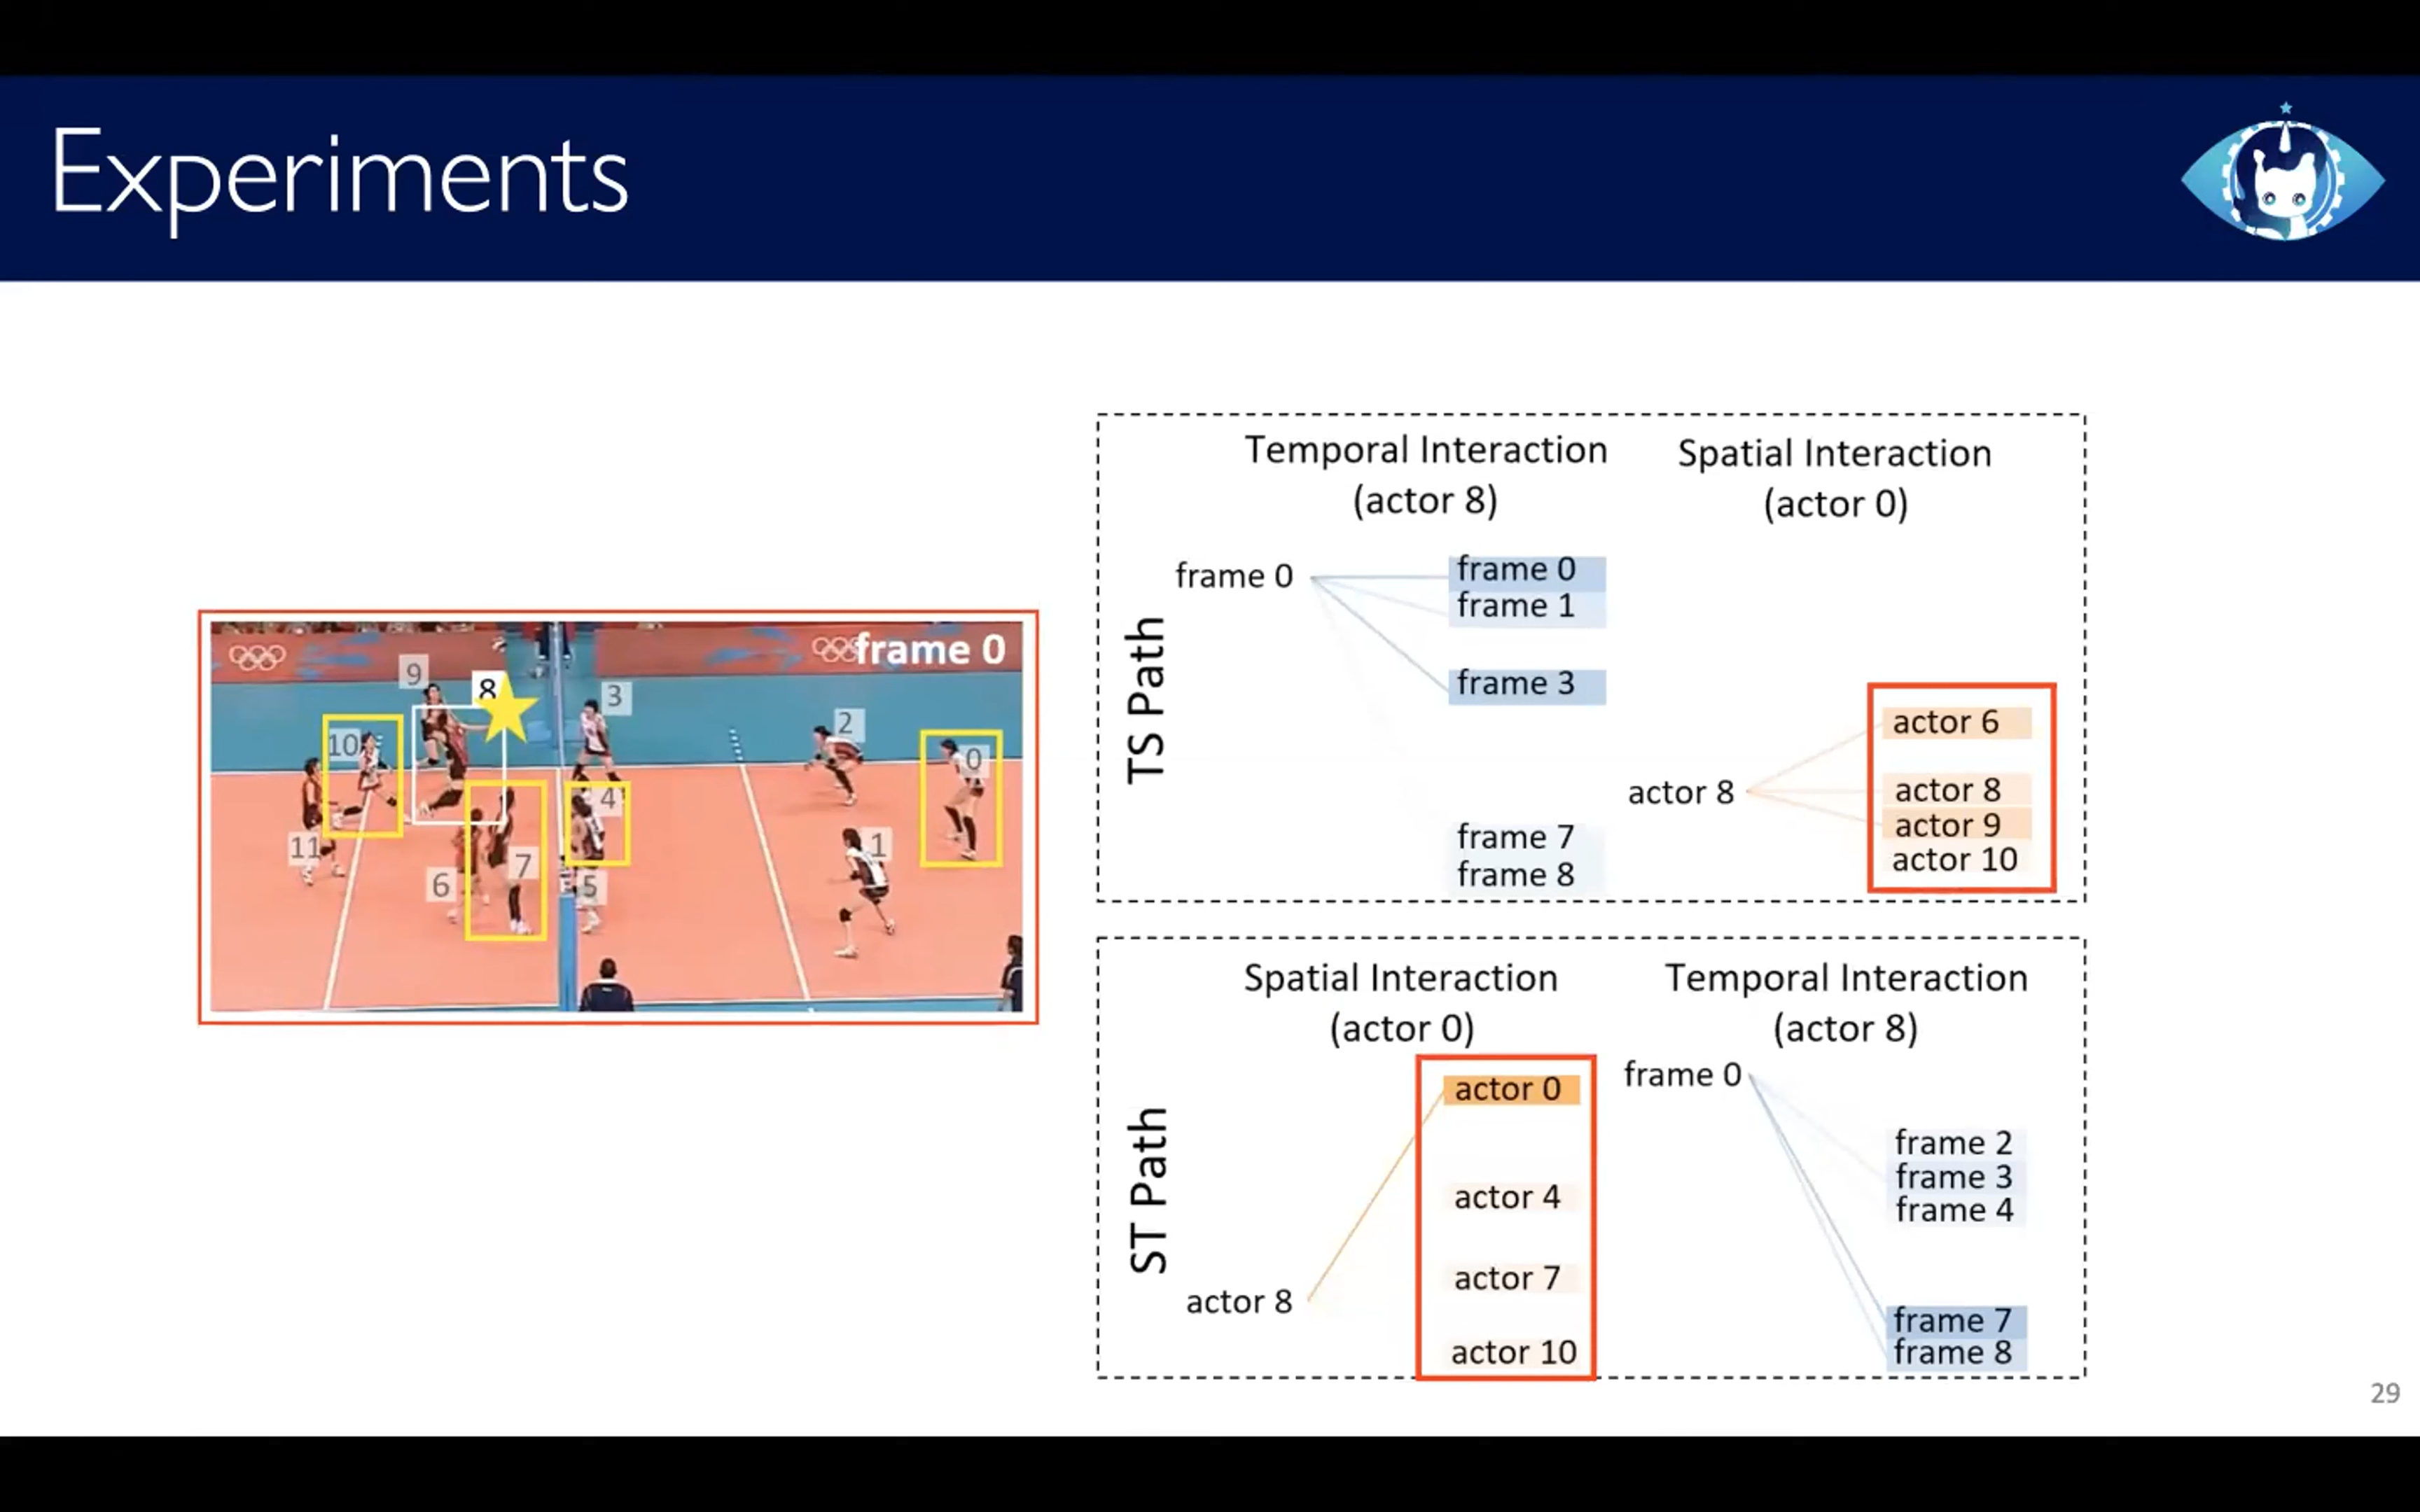 Experiments
frame 0
9
8
3
10
2
0
4
11
1
7
6
5
TS Path
Temporal Interaction
(actor 8)
frame 0
frame 0
frame 1
frame 3
frame 7
frame 8
Spatial Interaction
(actor 0)
actor 8
actor 6
actor 8
actor 9
actor 10
ST Path
Spatial Interaction
(actor 0)
actor 8
actor 0
actor 4
actor 7
actor 10
Temporal Interaction
(actor 8)
frame 0
frame 2
frame 3
frame 4
frame 7
frame 8
29